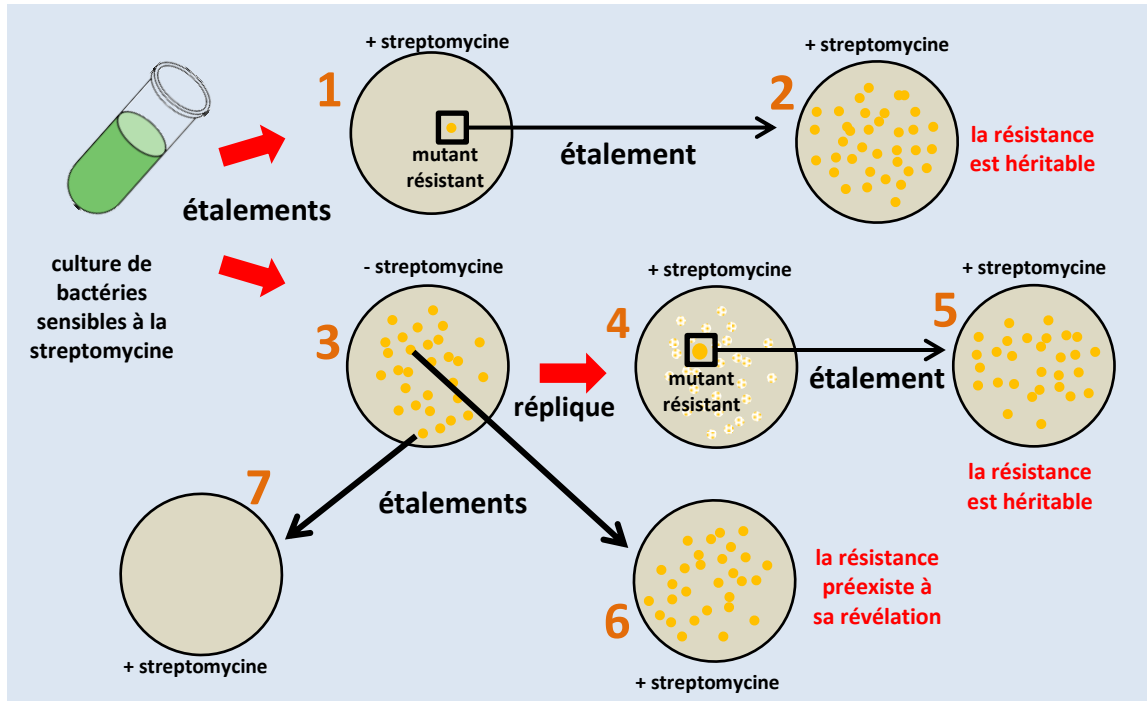 + streptomycine
1
mutant
résistant
étalement
+ streptomycine
2
la résistance
est héritable
étalements
culture de
bactéries
sensibles à la
streptomycine
- streptomycine
3
réplique
+ streptomycine
4
mutant
résistant
étalement
+ streptomycine
5
la résistance
est héritable
étalements
7
+ streptomycine
6
+ streptomycine
la résistance
préexiste à
sa révélation